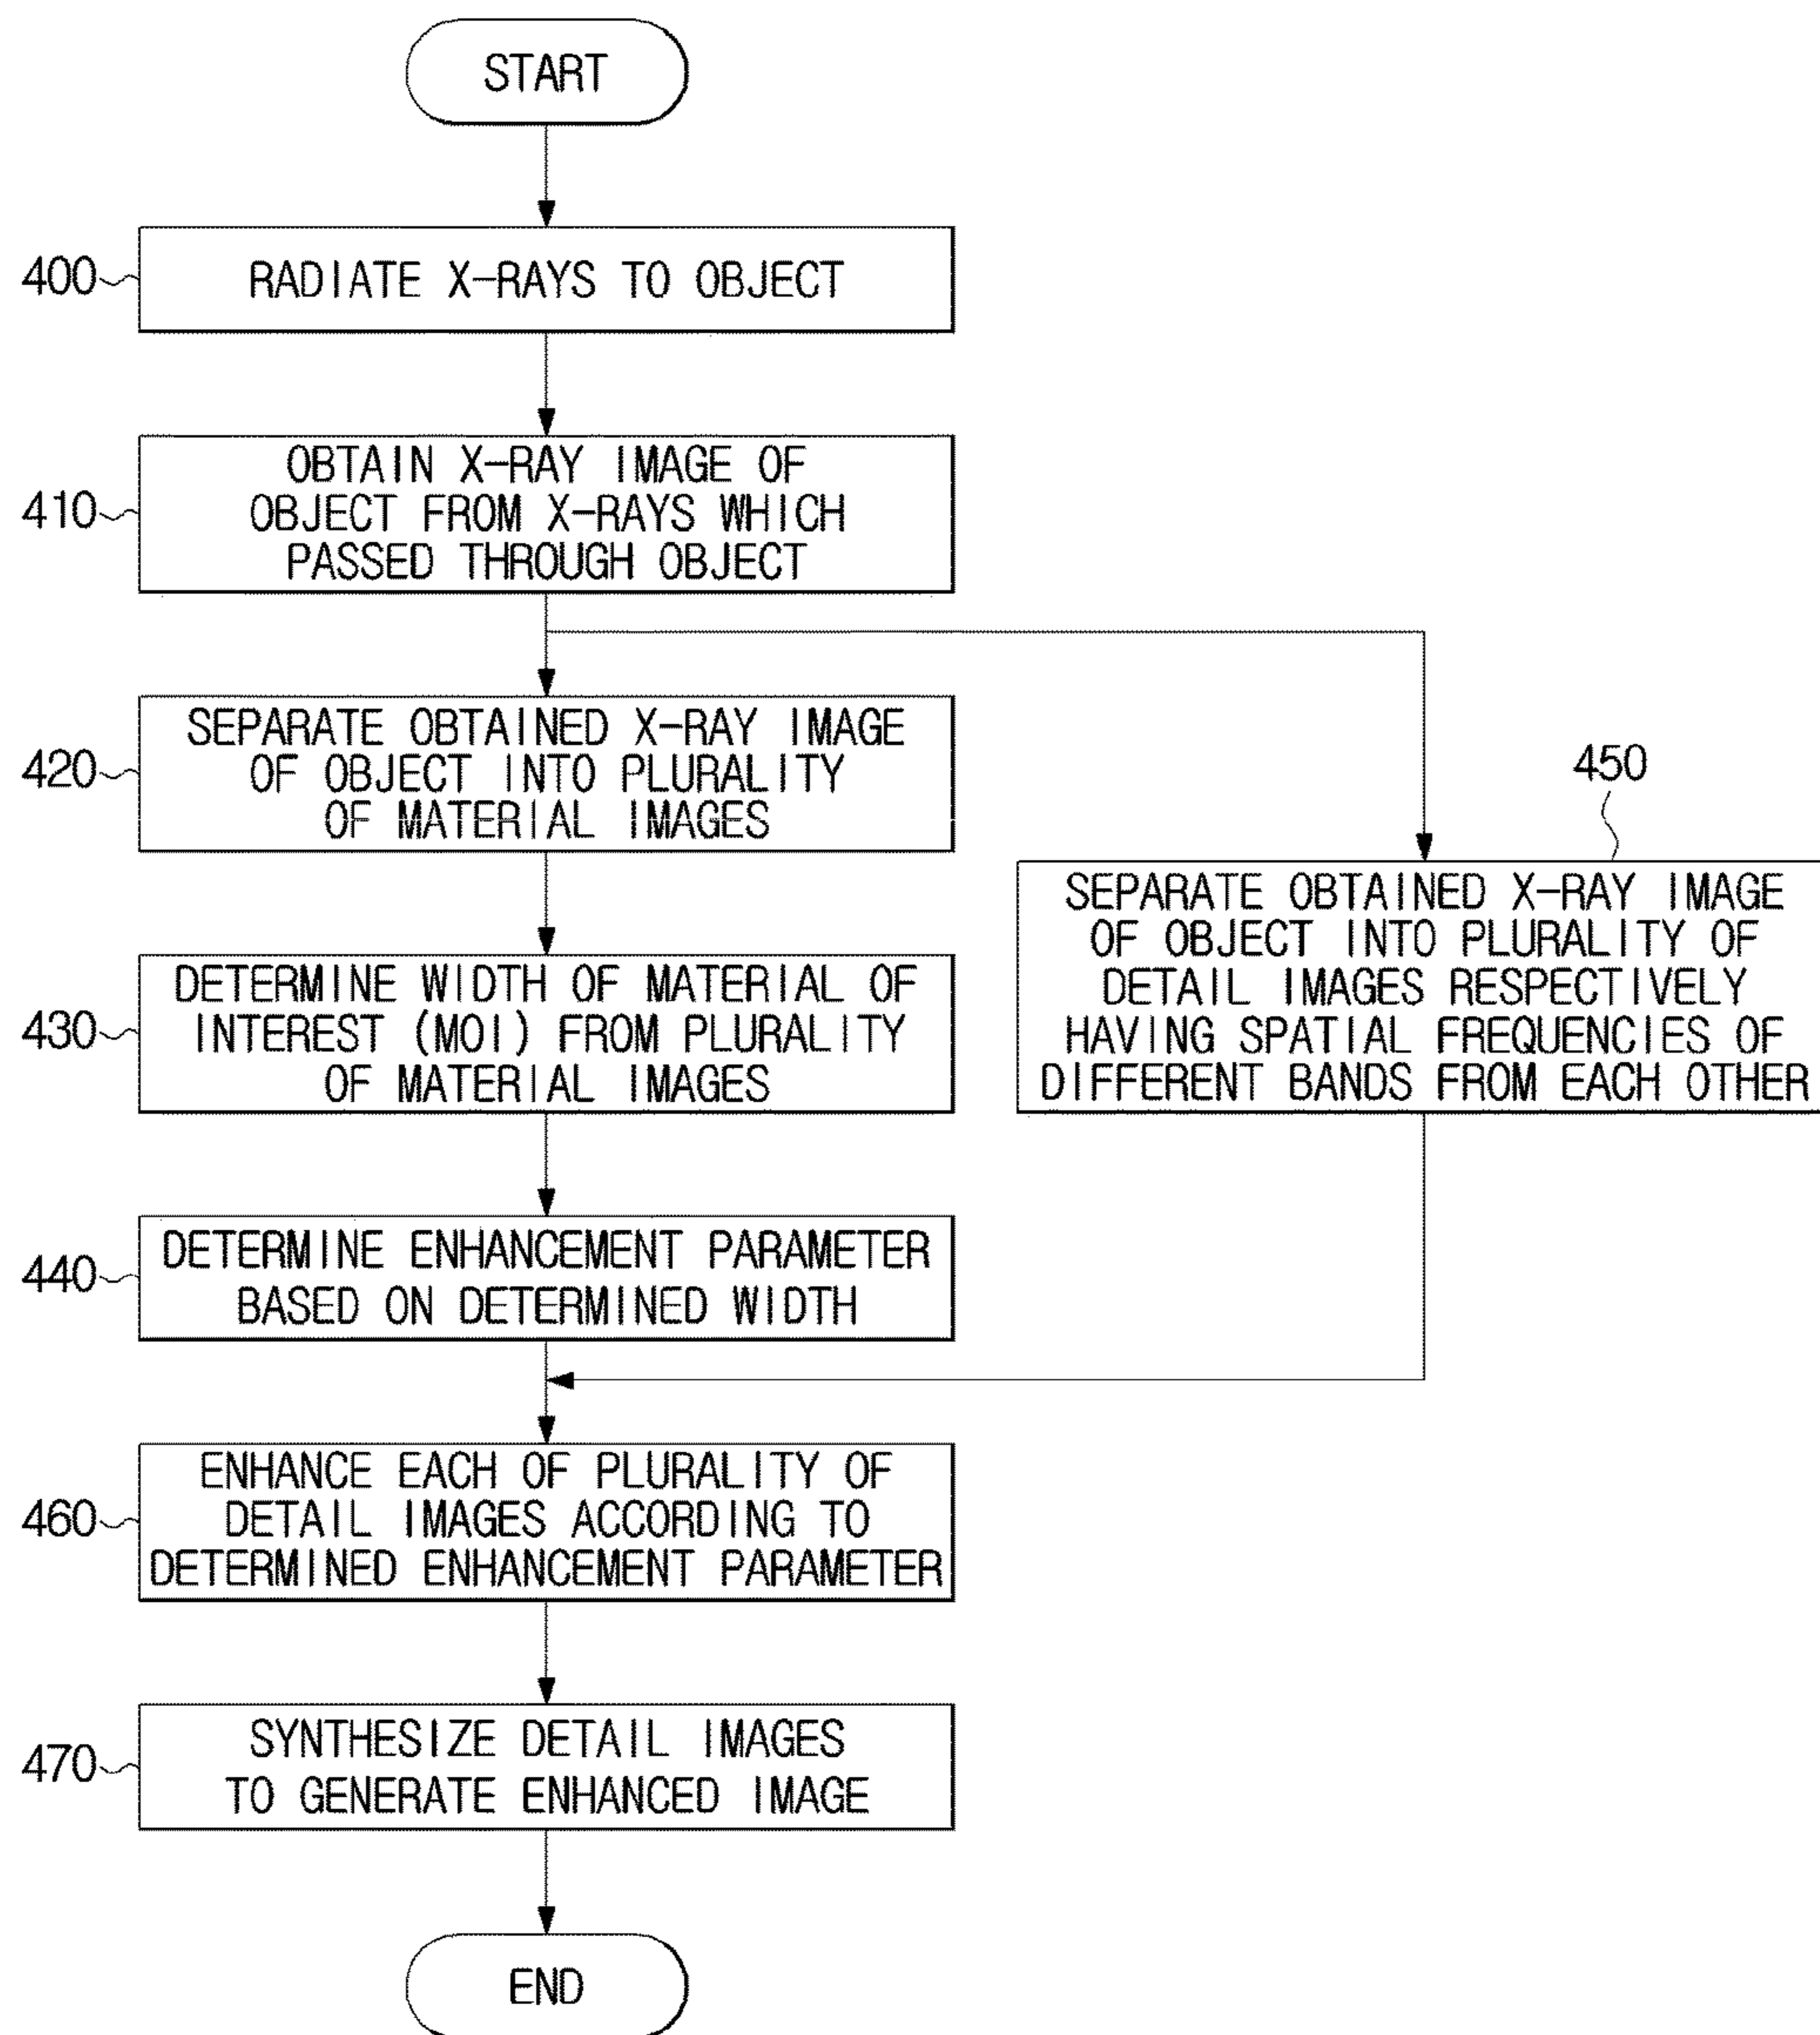 START
400
RADIATE X-RAYS TO OBJECT
410
OBTAIN X-RAY IMAGE OF
OBJECT FROM X-RAYS WHICH
PASSED THROUGH OBJECT
420
SEPARATE OBTAINED X-RAY IMAGE
OF OBJECT INTO PLURALITY
OF MATERIAL IMAGES
430
DETERMINE WIDTH OF MATERIAL OF
INTEREST (MOI) FROM PLURALITY
OF MATERIAL IMAGES
440
DETERMINE ENHANCEMENT PARAMETER
BASED ON DETERMINED WIDTH
450
SEPARATE OBTAINED X-RAY IMAGE
OF OBJECT INTO PLURALITY OF
DETAIL IMAGES RESPECTIVELY
HAVING SPATIAL FREQUENCIES OF
DIFFERENT BANDS FROM EACH OTHER
460
ENHANCE EACH OF PLURALITY OF
DETAIL IMAGES ACCORDING TO
DETERMINED ENHANCEMENT PARAMETER
470
SYNTHESIZE DETAIL IMAGES
TO GENERATE ENHANCED IMAGE
END